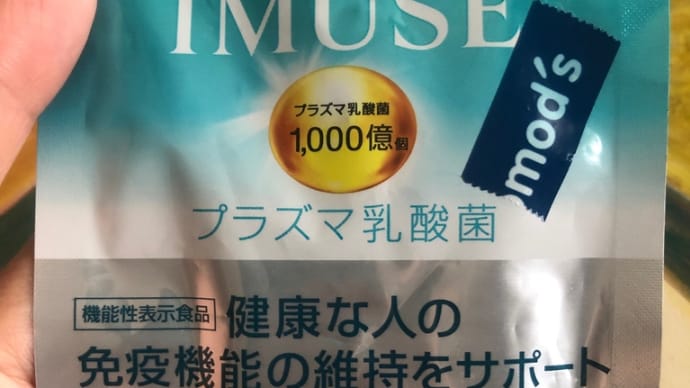 iMUSE
プラズマ乳酸菌
1,000億個
mod's
プラズマ乳酸菌
機能性表示食品
健康な人の
免疫機能の維持をサポート